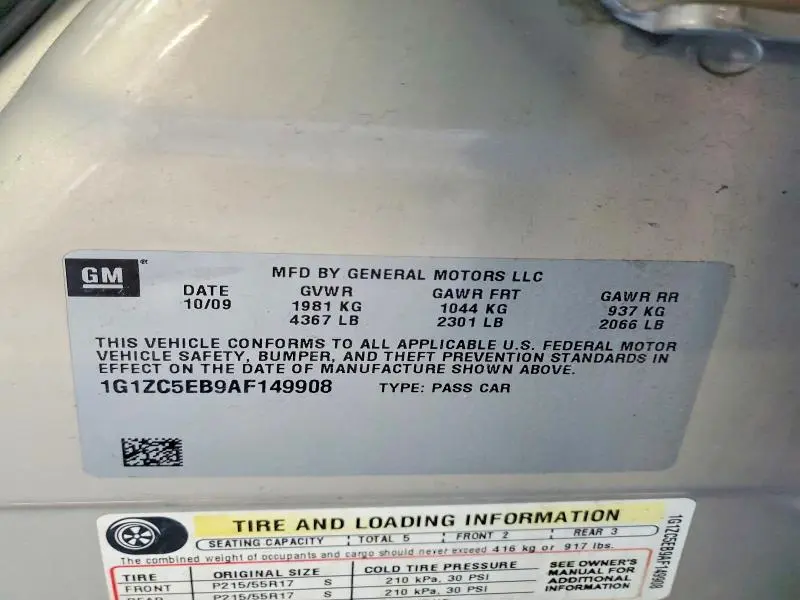 GM
MFD BY GENERAL MOTORS LLC
DATE GVWR GAWR FRT GAWR RR
10/09 1981 KG 1044 KG 937 KG
4367 LB 2301 LB 2066 LB
THIS VEHICLE CONFORMS TO ALL APPLICABLE U.S. FEDERAL MOTOR
VEHICLE SAFETY, BUMPER, AND THEFT PREVENTION STANDARDS IN
EFFECT ON THE DATE OF MANUFACTURE SHOWN ABOVE.
1G1ZC5EB9AF149908 TYPE: PASS CAR
TIRE AND LOADING INFORMATION
SEATING CAPACITY TOTAL 5 FRONT 2 REAR 3
The combined weight of occupants and cargo should never exceed 416 kg or 917 lbs.
TIRE ORIGINAL SIZE COLD TIRE PRESSURE
FRONT P215/55R17 S 210 kPa, 30 PSI
REAR P215/55R17 S 210 kPa, 30 PSI
SEE OWNER'S
MANUAL FOR
ADDITIONAL
INFORMATION
1G1ZC5EB9AF149908